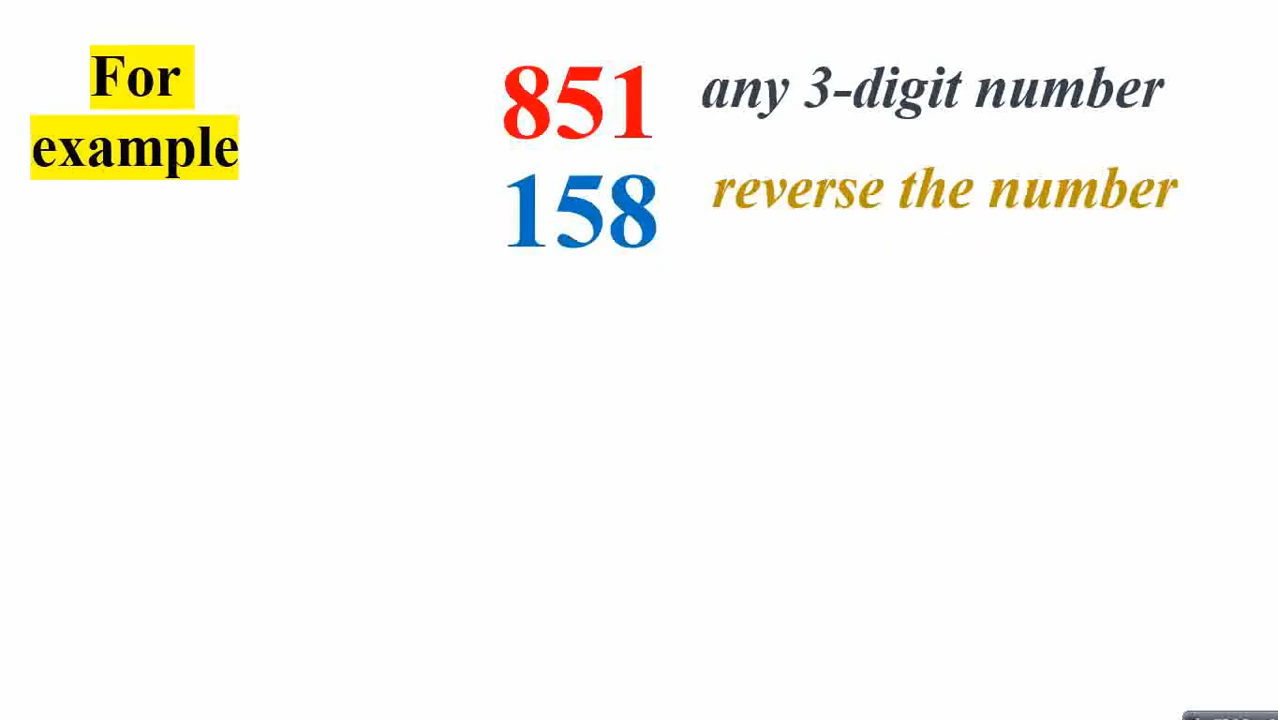 For
example
851 any 3-digit number
158 reverse the number